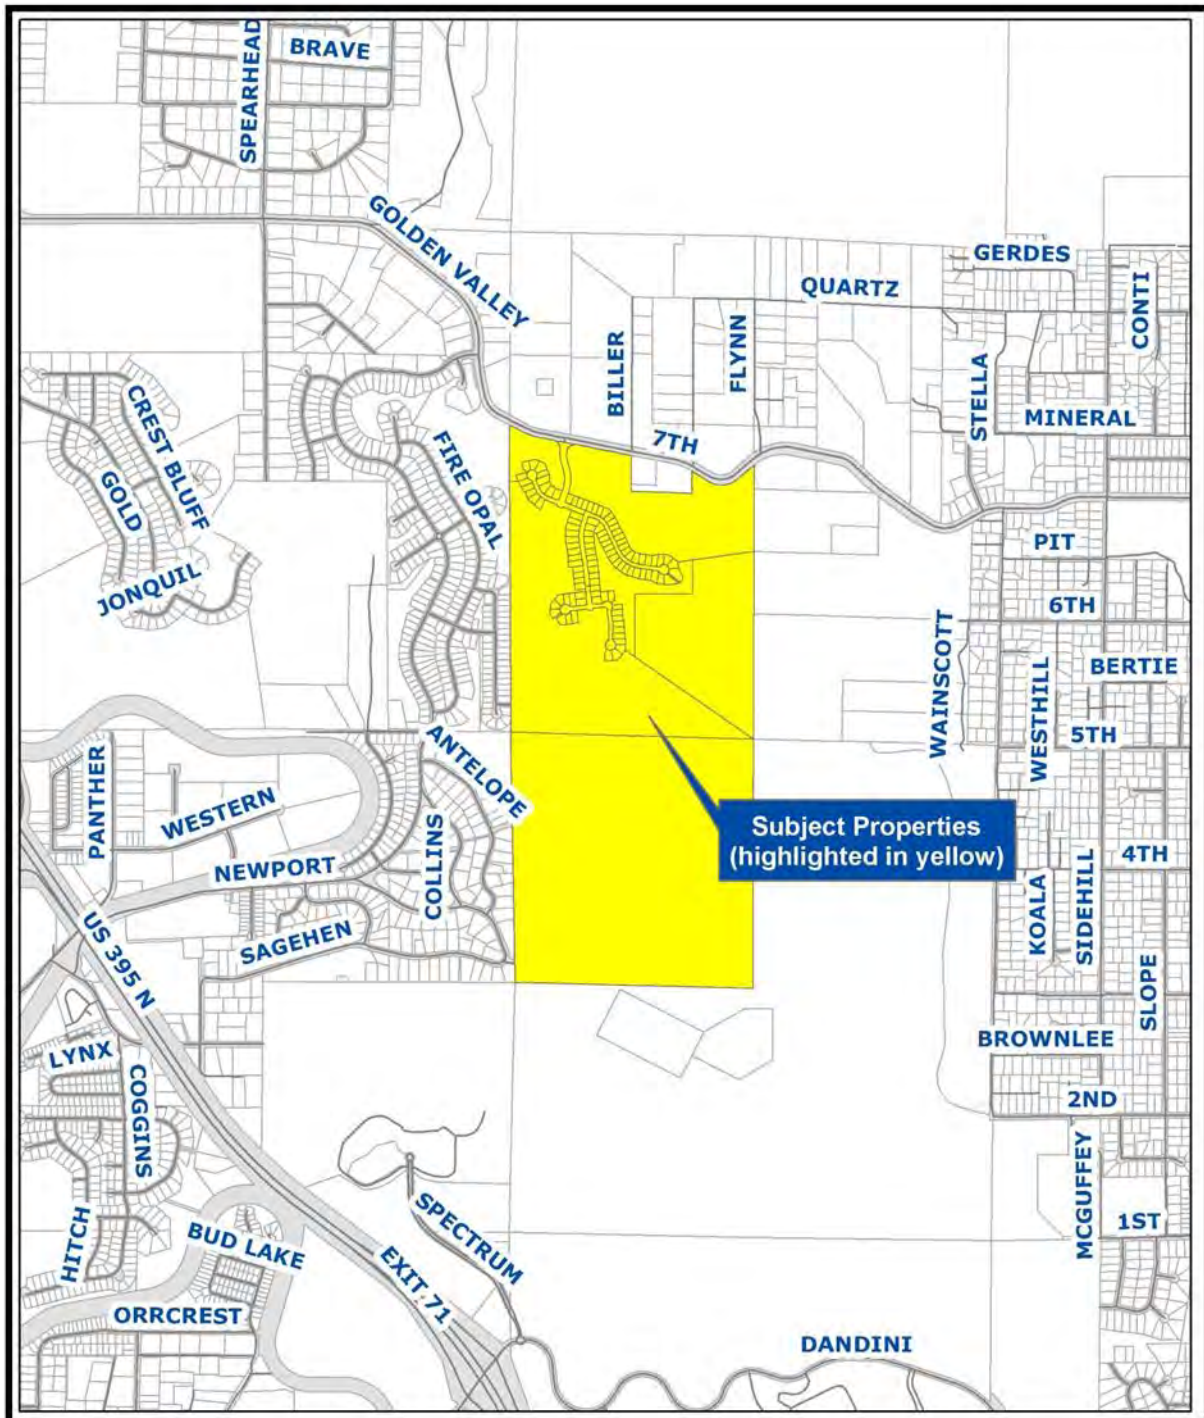 BRAVE
SPEARHEAD
GOLDEN VALLEY
GERDES
QUARTZ
CONTI
BILLER
FLYNN
STELLA
MINERAL
CREST BLUFF
GOLD
FIRE OPAL
7TH
JONQUIL
PIT
6TH
WAINSCOTT
WESTHILL
BERTIE
5TH
ANTELOPE
PANTHER
WESTERN
NEWPORT
COLLINS
SAGEHEN
Subject Properties
(highlighted in yellow)
4TH
KOALA
SIDEHILL
SLOPE
US 395 N
BROWNLEE
LYNX
COGGINS
2ND
MCGUFFEY
1ST
HITCH
BUD LAKE
SPECTRUM
EXIT 71
ORRCREST
DANDINI